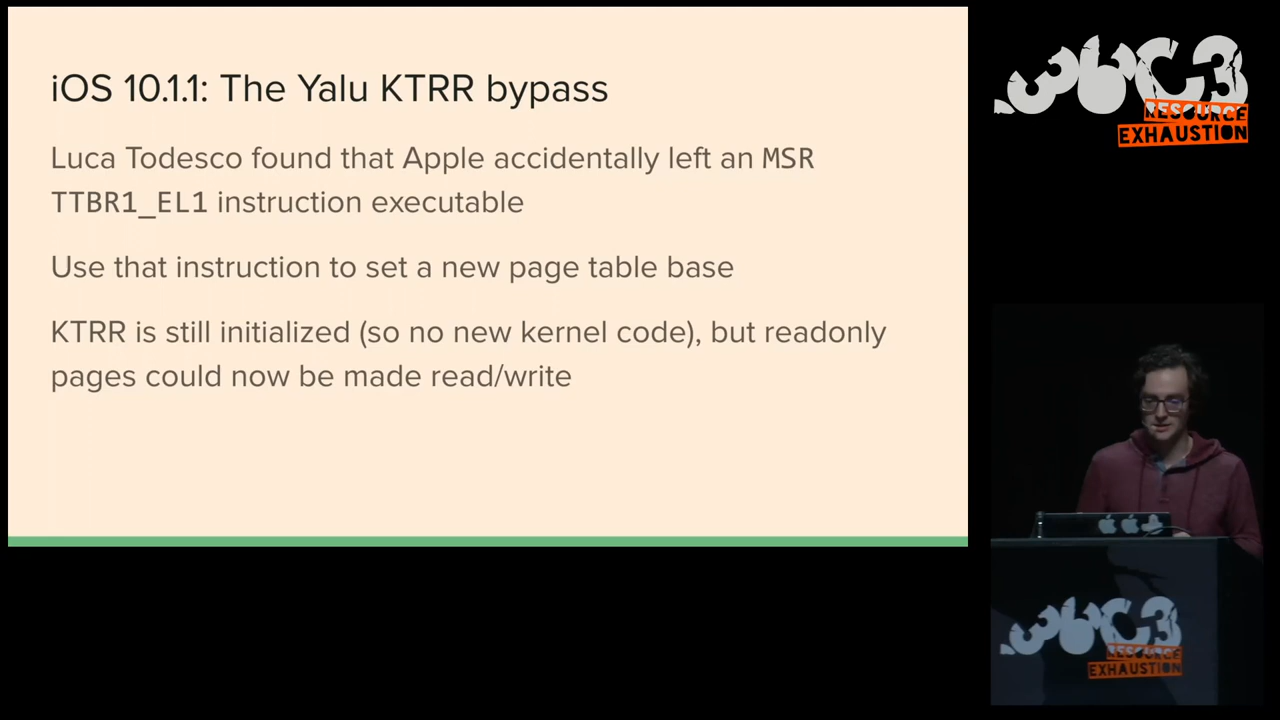 iOS 10.1.1: The Yalu KTRR bypass
Luca Todesco found that Apple accidentally left an MSR
TTBR1_EL1 instruction executable
Use that instruction to set a new page table base
KTRR is still initialized (so no new kernel code), but readonly
pages could now be made read/write
36C3
RESOURCE
EXHAUSTION
36C3
RESOURCE
EXHAUSTION